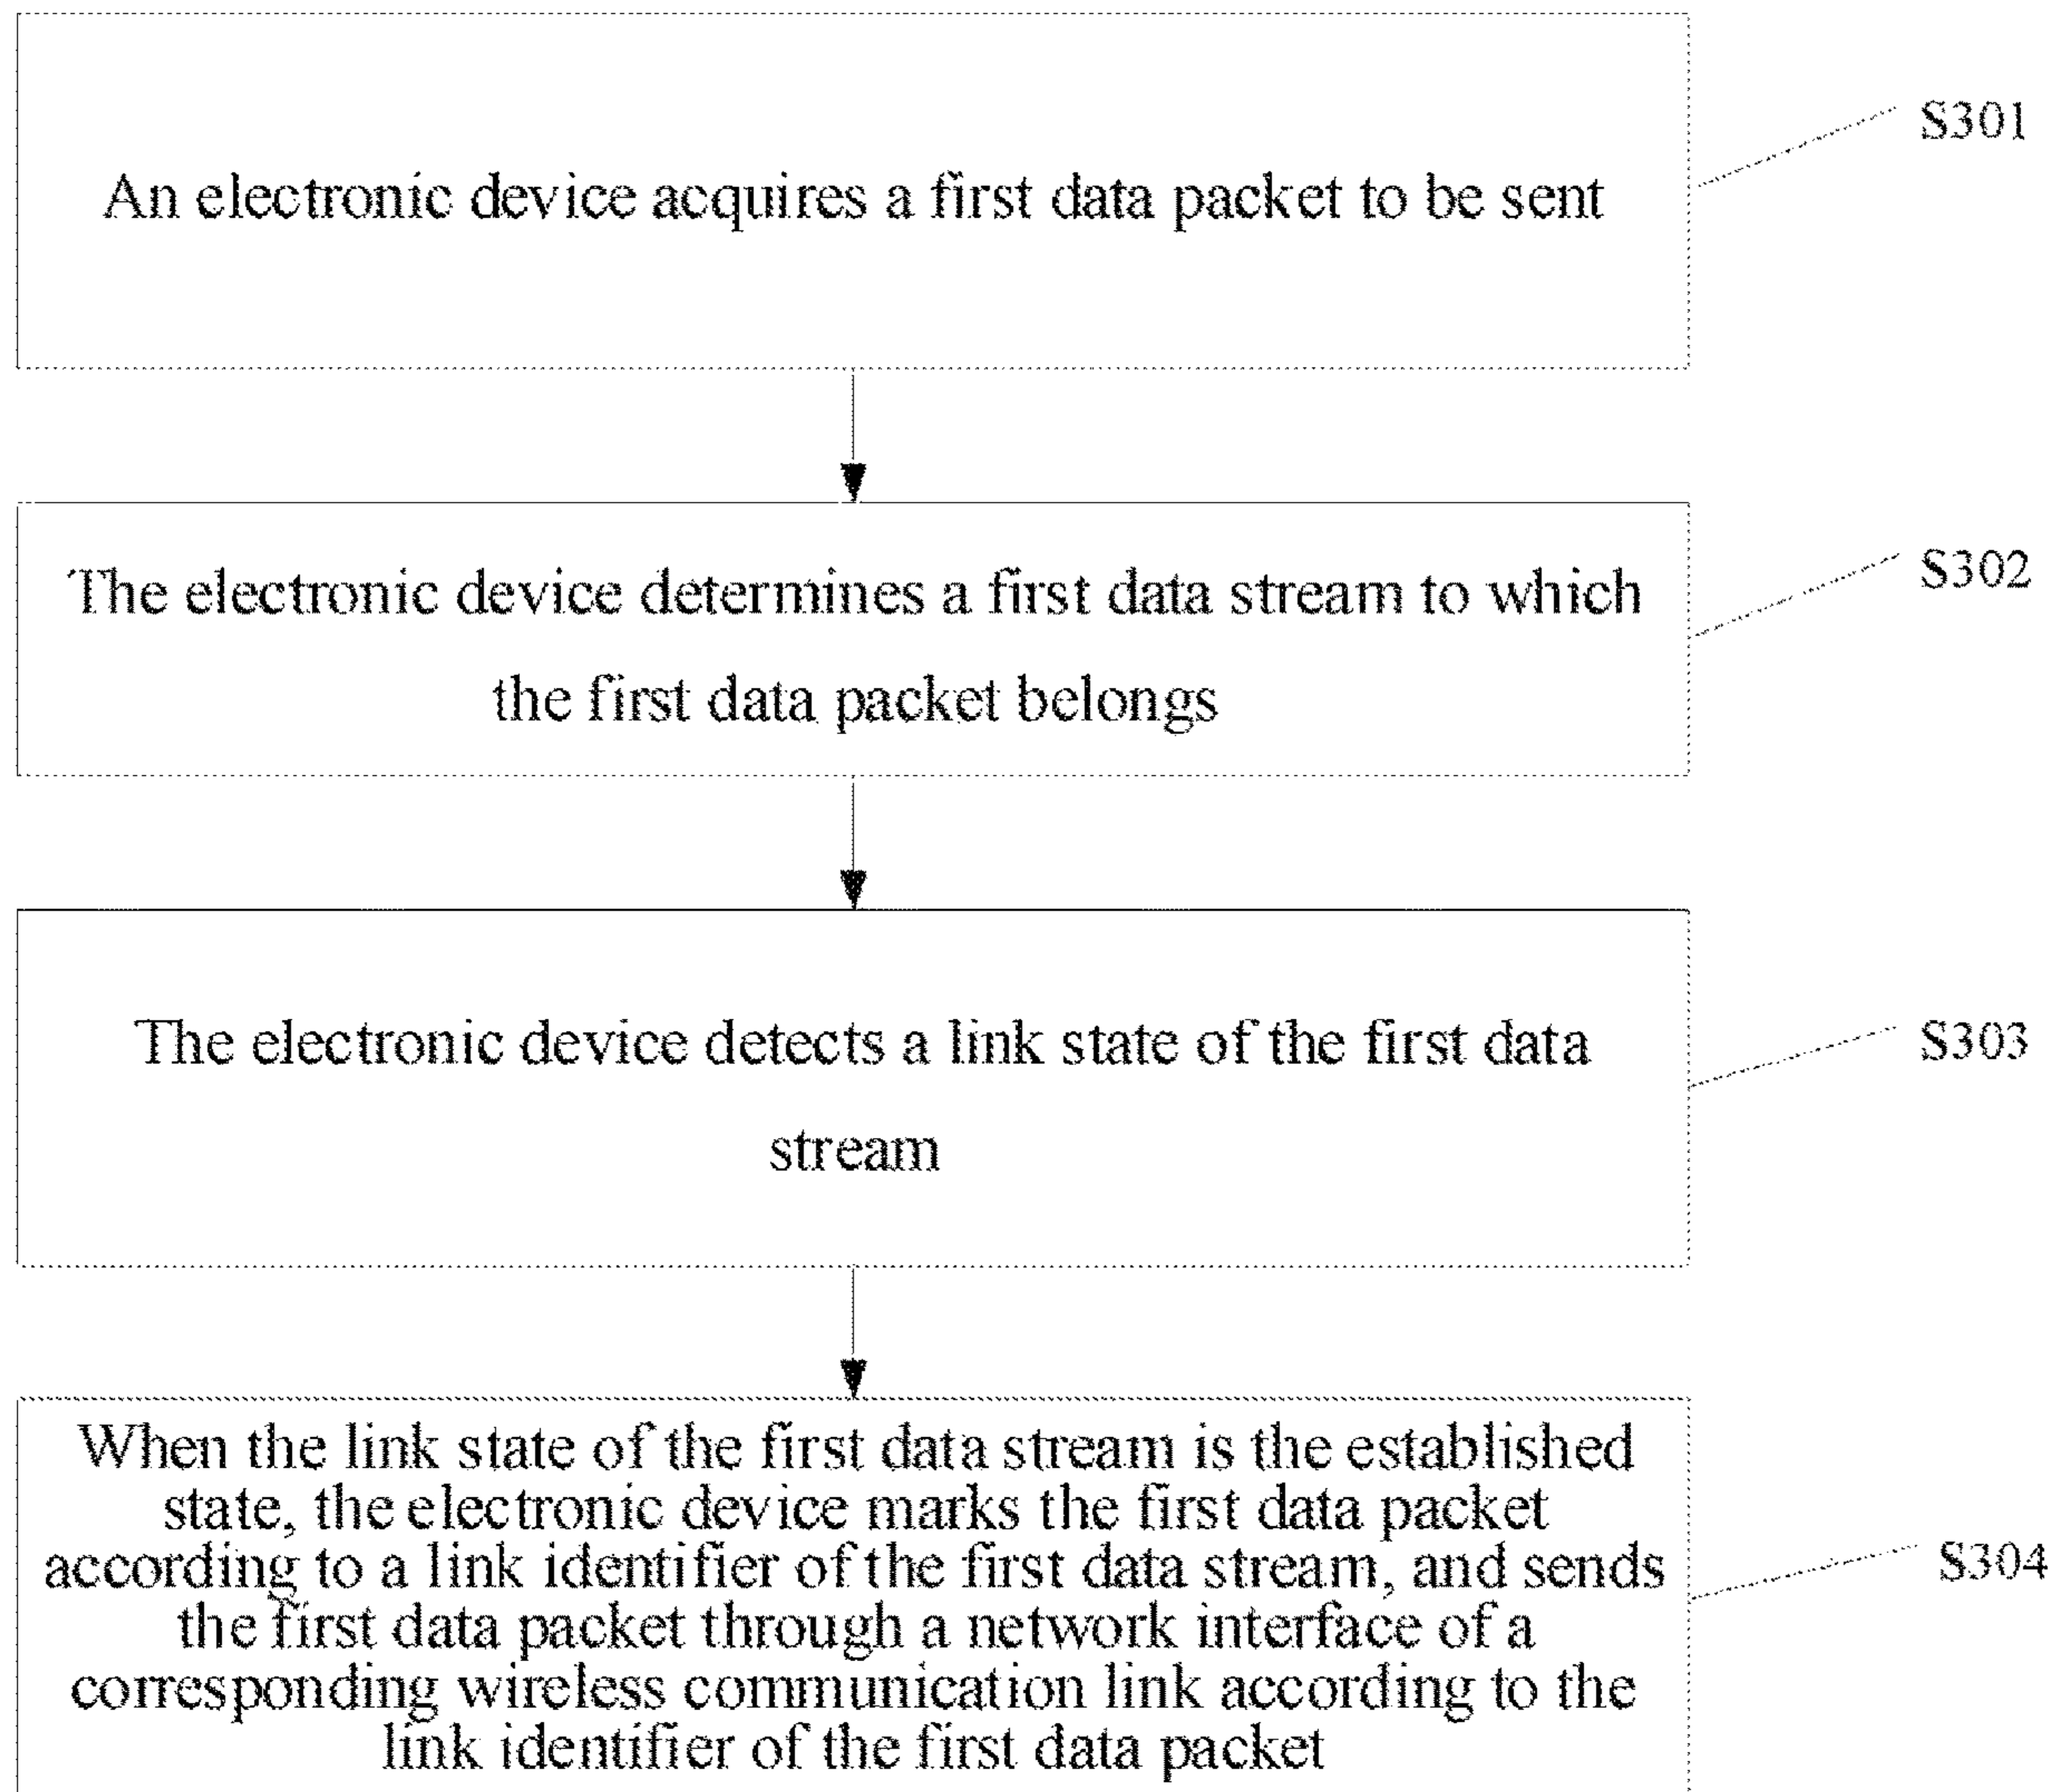 An electronic device acquires a first data packet to be sent
S301
The electronic device determines a first data stream to which
the first data packet belongs
S302
The electronic device detects a link state of the first data
stream
S303
When the link state of the first data stream is the established
state, the electronic device marks the first data packet
according to a link identifier of the first data stream, and sends
the first data packet through a network interface of a
corresponding wireless communication link according to the
link identifier of the first data packet
S304